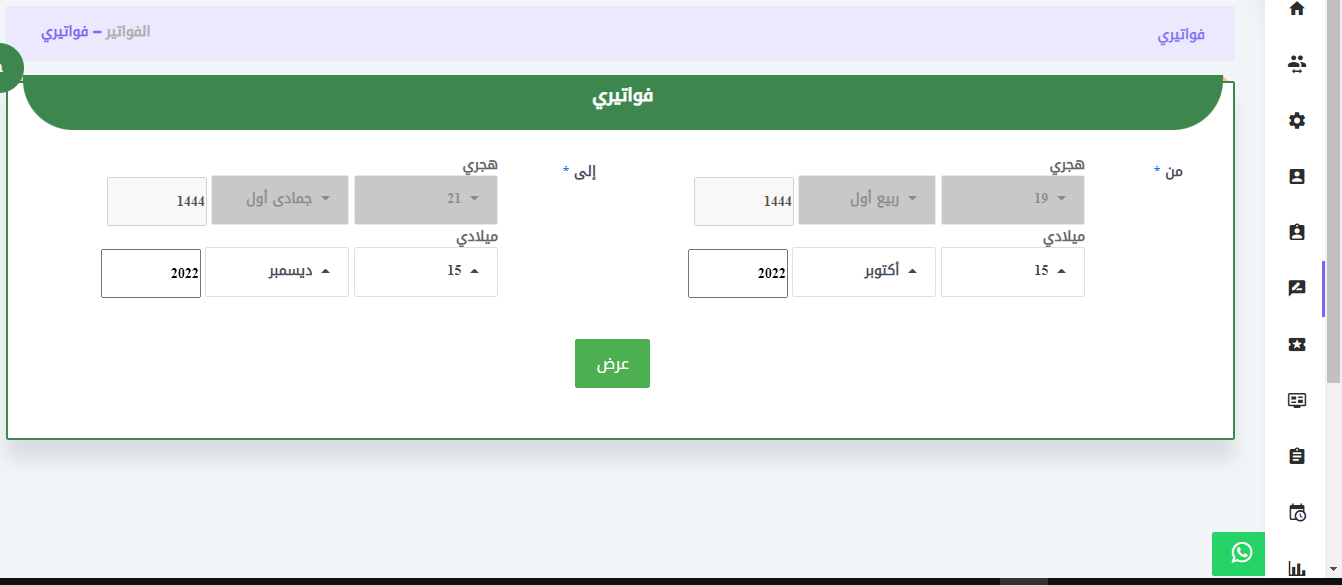 فواتيري
الفواتير – فواتيري
فواتيري
من *
هجري
19 ربيع أول 1444
ميلادي
15 أكتوبر 2022
إلى *
هجري
21 جمادى أول 1444
ميلادي
15 ديسمبر 2022
عرض